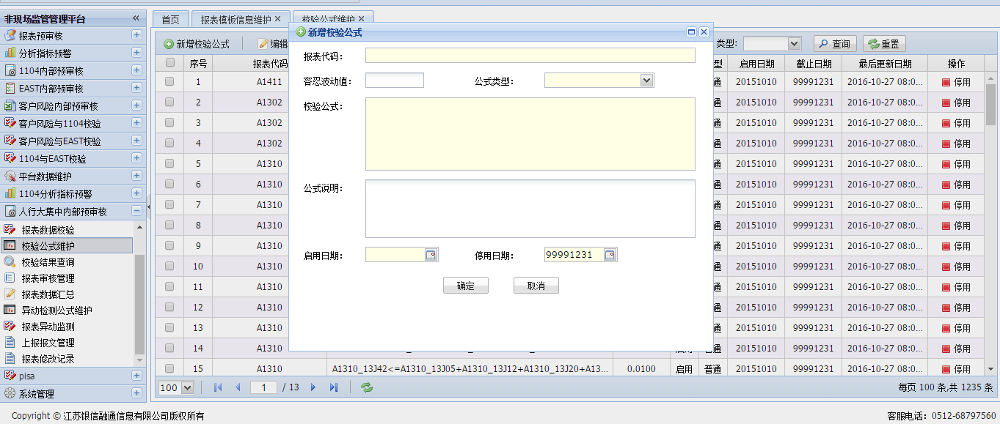 非现场监管管理平台
报表预审核
分析指标预警
1104内部预审核
EAST内部预审核
客户风险内部预审核
客户风险与1104校验
客户风险与EAST校验
1104与EAST校验
平台数据维护
1104分析指标预警
人行大集中内部预审核
报表数据校验
校验公式维护
校验结果查询
报表审核管理
报表数据汇总
异动检测公式维护
报表异动监测
上报报文管理
报表修改记录
pisa
系统管理
首页 报表模板信息维护 校验公式维护
新增校验公式 编辑 类型: 查询 重置
序号 报表代码 型 启用日期 截止日期 最后更新日期 操作
1 A1411 通 20151010 99991231 2016-10-27 08:0... 停用
2 A1302 通 20151010 99991231 2016-10-27 08:0... 停用
3 A1302 通 20151010 99991231 2016-10-27 08:0... 停用
4 A1302 通 20151010 99991231 2016-10-27 08:0... 停用
5 A1310 通 20151010 99991231 2016-10-27 08:0... 停用
6 A1310 通 20151010 99991231 2016-10-27 08:0... 停用
7 A1310 通 20151010 99991231 2016-10-27 08:0... 停用
8 A1310 通 20151010 99991231 2016-10-27 08:0... 停用
9 A1310 通 20151010 99991231 2016-10-27 08:0... 停用
10 A1310 通 20151010 99991231 2016-10-27 08:0... 停用
11 A1310 通 20151010 99991231 2016-10-27 08:0... 停用
12 A1310 通 20151010 99991231 2016-10-27 08:0... 停用
13 A1310 通 20151010 99991231 2016-10-27 08:0... 停用
14 A1310 通 20151010 99991231 2016-10-27 08:0... 停用
15 A1310 A1310_13J42<=A1310_13J05+A1310_13J12+A1310_13J20+A13... 0.0100 启用 普通 20151010 99991231 2016-10-27 08:0... 停用
新增校验公式
报表代码：
容忍波动值： 公式类型：
校验公式：
公式说明：
启用日期： 停用日期： 99991231
确定 取消
100 1 / 13 每页 100 条,共 1235 条
Copyright © 江苏银信融通信息有限公司版权所有 客服电话：0512-68797560